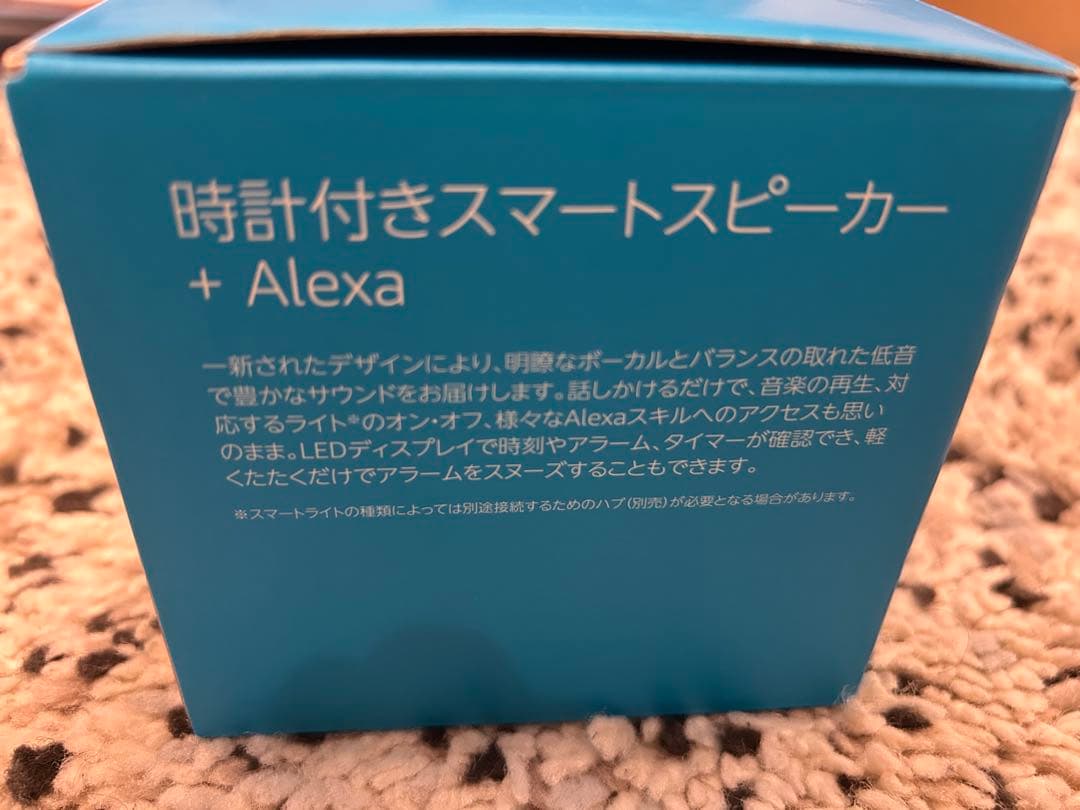 時計付きスマートスピーカー
+ Alexa
一新されたデザインにより、明瞭なボーカルとバランスの取れた低音
で豊かなサウンドをお届けします。話しかけるだけで、音楽の再生、対
応するライト※のオン・オフ、様々なAlexaスキルへのアクセスも思い
のまま。LEDディスプレイで時刻やアラーム、タイマーが確認でき、軽
くたたくだけでアラームをスヌーズすることもできます。
※スマートライトの種類によっては別途接続するためのハブ(別売)が必要となる場合があります。